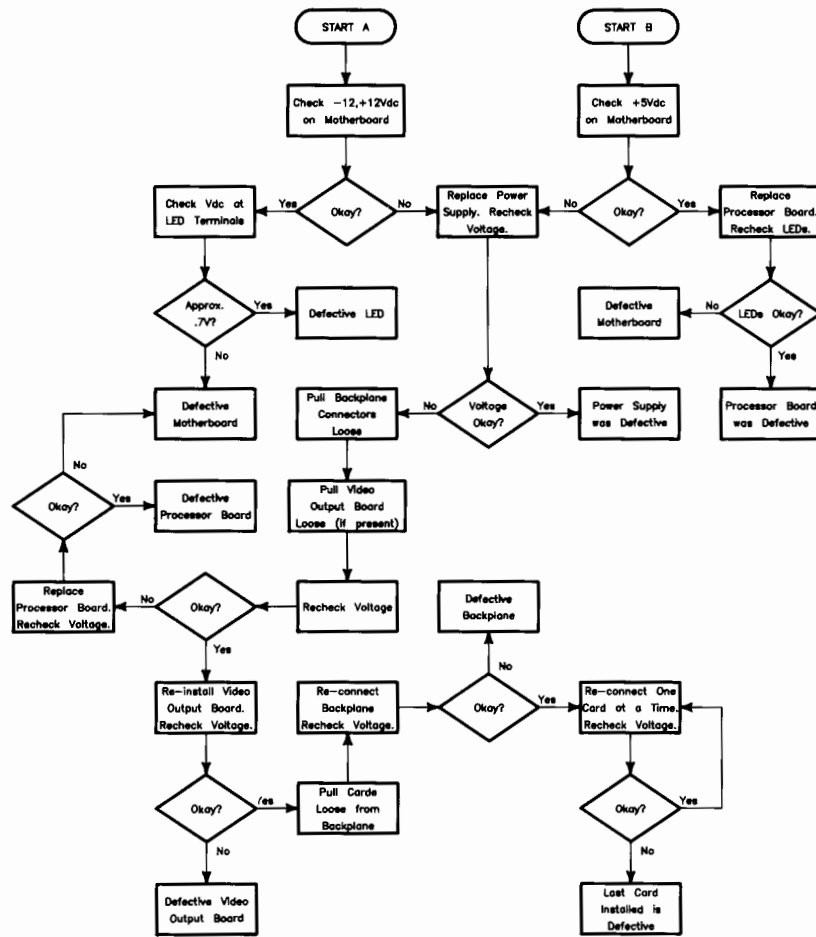 START A
START B
Check -12,+12Vdc
on Motherboard
Check +5Vdc
on Motherboard
Check Vdc at
LED Terminals
Yes
Okay?
No
Replace Power
Supply. Recheck
Voltage.
No
Okay?
Yes
Replace
Processor Board.
Recheck LEDs.
Approx.
.7V?
Yes
Defective LED
No
Defective
Motherboard
No
LEDs Okay?
Yes
Defective
Motherboard
Pull Backplane
Connectors
Loose
No
Voltage
Okay?
Yes
Power Supply
was Defective
Processor Board
was Defective
No
Okay?
Yes
Defective
Processor Board
Pull Video
Output Board
Loose (if present)
Replace
Processor Board.
Recheck Voltage.
No
Okay?
Yes
Recheck Voltage
Defective
Backplane
No
Re-install Video
Output Board.
Recheck Voltage.
Re-connect
Backplane
Recheck Voltage.
Okay?
Yes
Re-connect One
Card at a Time.
Recheck Voltage.
Okay?
Yes
No
Pull Carde
Loose from
Backplane
Okay?
Yes
No
Defective Video
Output Board
Last Card
Installed is
Defective